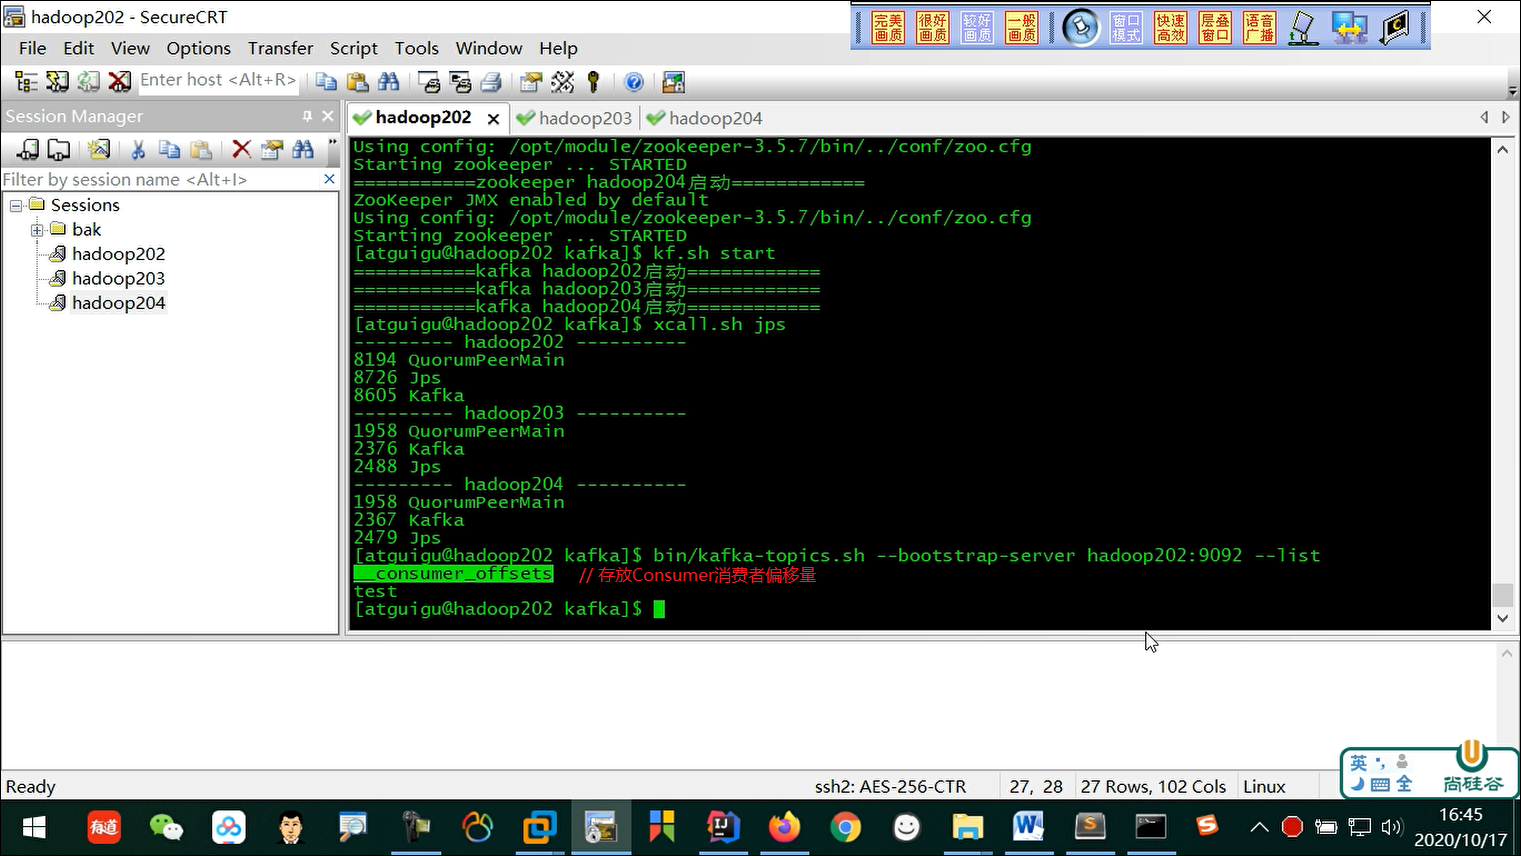 hadoop202 - SecureCRT
完美画质
很好画质
较好画质
一般画质
窗口模式
快速高效
层叠窗口
语音广播
File Edit View Options Transfer Script Tools Window Help
Enter host <Alt+R>
Session Manager
hadoop202
hadoop203
hadoop204
Filter by session name <Alt+I>
Sessions
bak
hadoop202
hadoop203
hadoop204
Using config: /opt/module/zookeeper-3.5.7/bin/../conf/zoo.cfg
Starting zookeeper ... STARTED
===========zookeeper hadoop204启动============
ZooKeeper JMX enabled by default
Using config: /opt/module/zookeeper-3.5.7/bin/../conf/zoo.cfg
Starting zookeeper ... STARTED
[atguigu@hadoop202 kafka]$ kf.sh start
===========kafka hadoop202启动============
===========kafka hadoop203启动============
===========kafka hadoop204启动============
[atguigu@hadoop202 kafka]$ xcall.sh jps
--------- hadoop202 ----------
8194 QuorumPeerMain
8726 Jps
8605 Kafka
--------- hadoop203 ----------
1958 QuorumPeerMain
2376 Kafka
2488 Jps
--------- hadoop204 ----------
1958 QuorumPeerMain
2367 Kafka
2479 Jps
[atguigu@hadoop202 kafka]$ bin/kafka-topics.sh --bootstrap-server hadoop202:9092 --list
__consumer_offsets // 存放Consumer消费者偏移量
test
[atguigu@hadoop202 kafka]$
Ready
ssh2: AES-256-CTR
27, 28
27 Rows, 102 Cols
Linux
英
全
尚硅谷
有道
16:45
2020/10/17